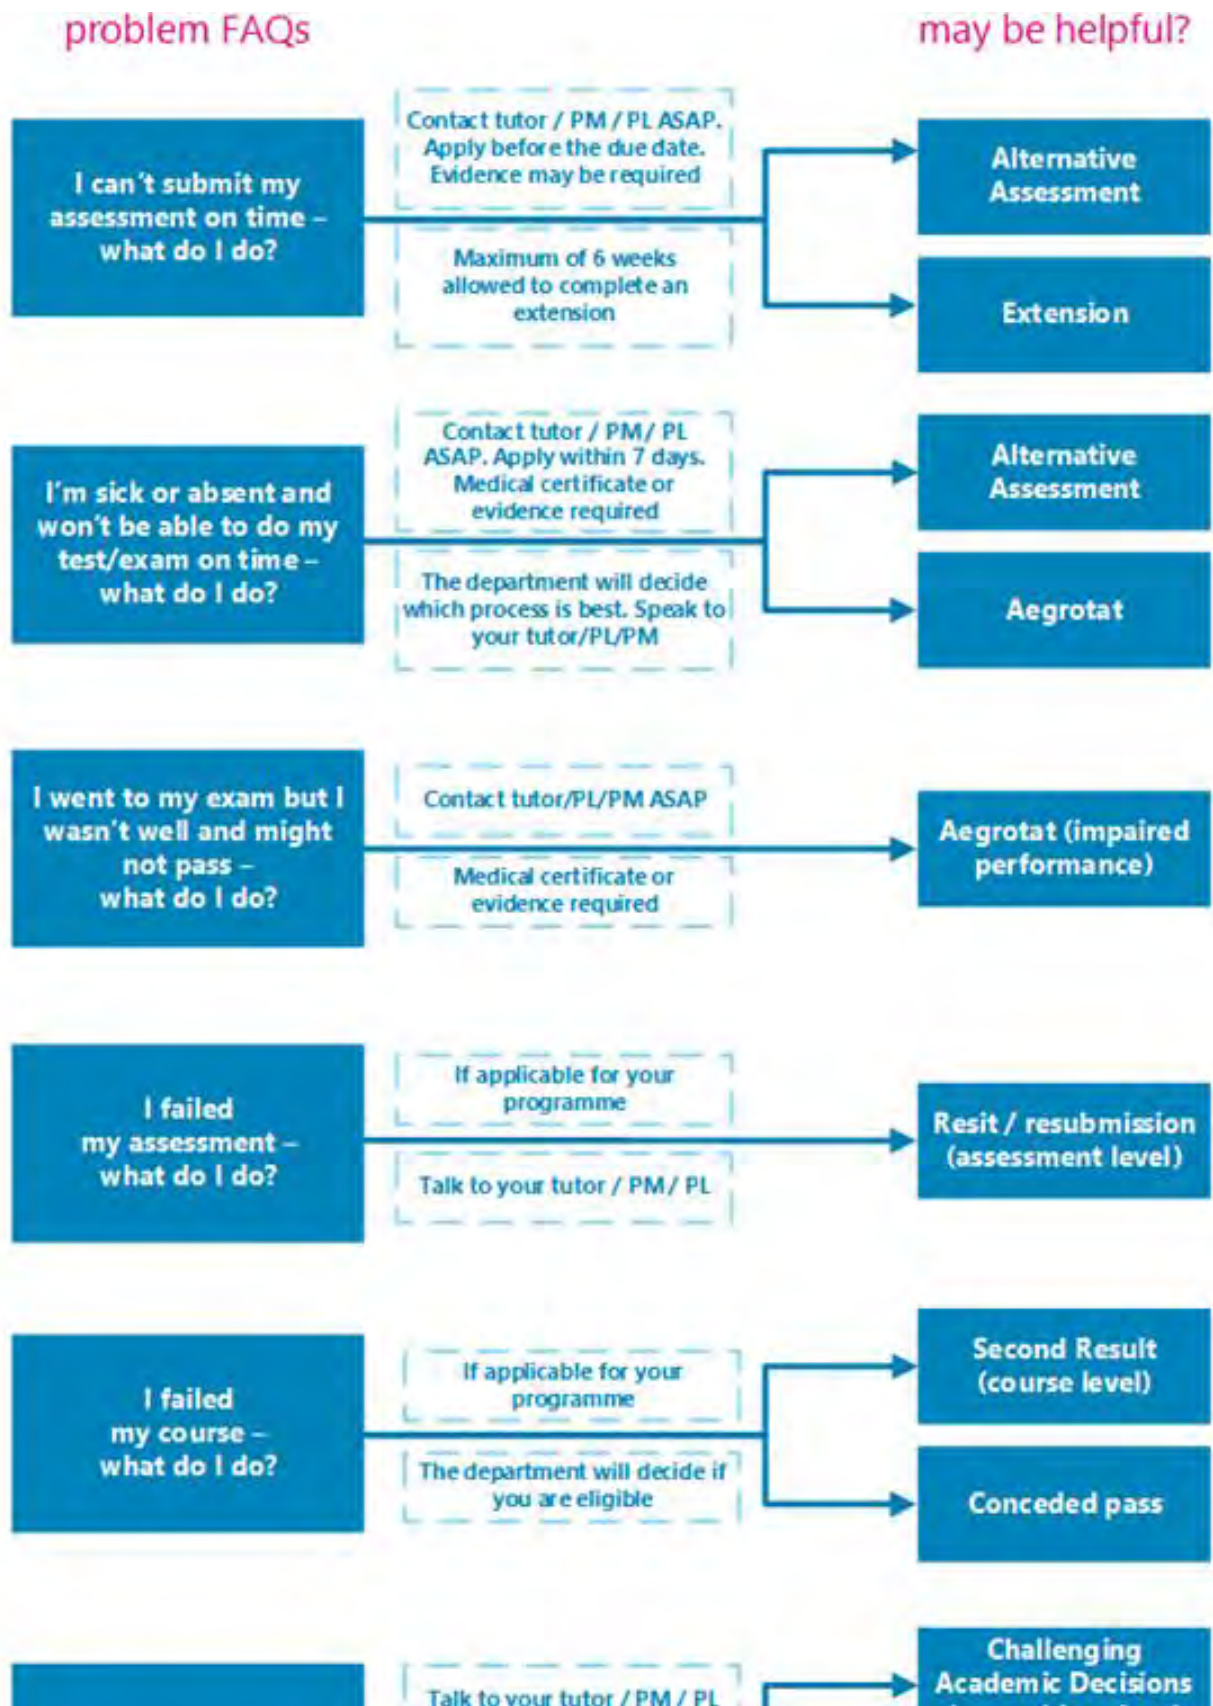 problem FAQs
may be helpful?
I can't submit my
assessment on time –
what do I do?
Contact tutor / PM / PL ASAP.
Apply before the due date.
Evidence may be required
Maximum of 6 weeks
allowed to complete an
extension
Alternative
Assessment
Extension
I'm sick or absent and
won't be able to do my
test/exam on time –
what do I do?
Contact tutor / PM / PL
ASAP. Apply within 7 days.
Medical certificate or
evidence required
The department will decide
which process is best. Speak to
your tutor/PL/PM
Alternative
Assessment
Aegrotat
I went to my exam but I
wasn't well and might
not pass –
what do I do?
Contact tutor/PL/PM ASAP
Medical certificate or
evidence required
Aegrotat (impaired
performance)
I failed
my assessment –
what do I do?
If applicable for your
programme
Talk to your tutor / PM / PL
Resit / resubmission
(assessment level)
I failed
my course –
what do I do?
If applicable for your
programme
The department will decide if
you are eligible
Second Result
(course level)
Conceded pass
Talk to your tutor / PM / PL
Challenging
Academic Decisions